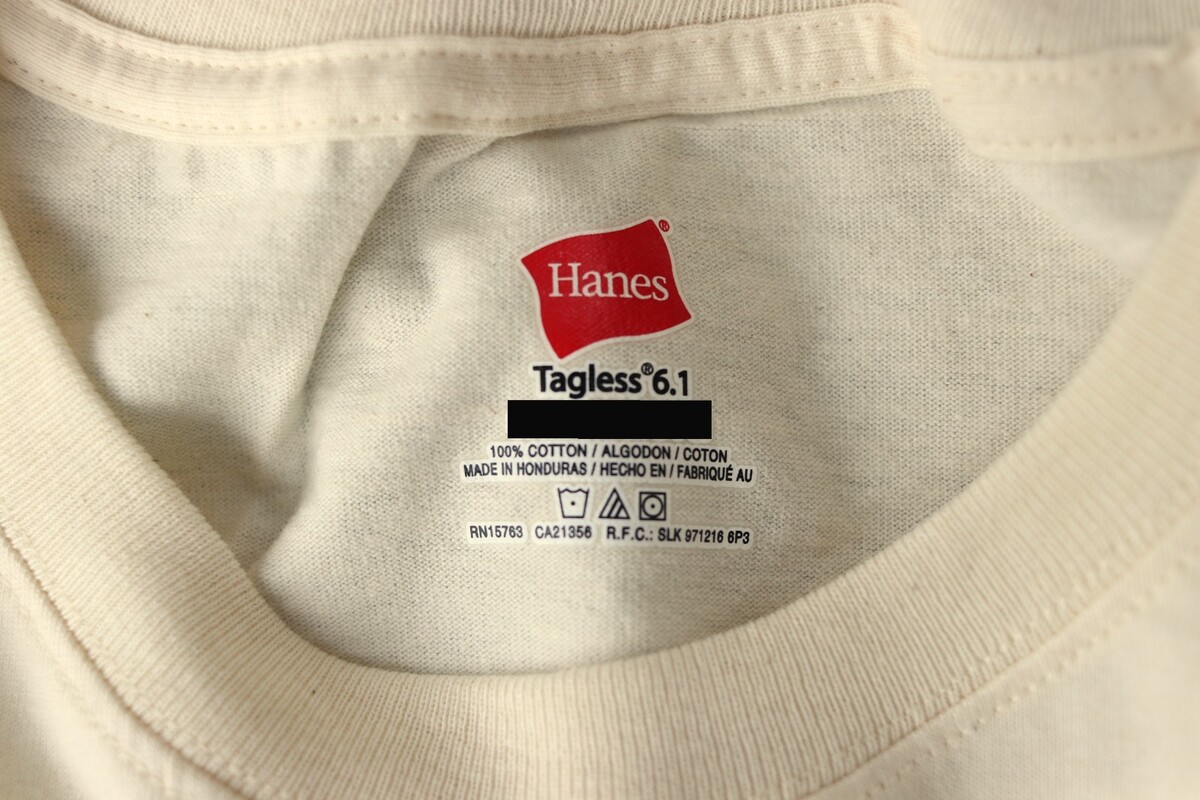 Hanes®
Tagless® 6.1
100% COTTON / ALGODON / COTON
MADE IN HONDURAS / HECHO EN / FABRIQUÉ AU
RN15763 CA21356 R.F.C.: SLK 971216 6P3